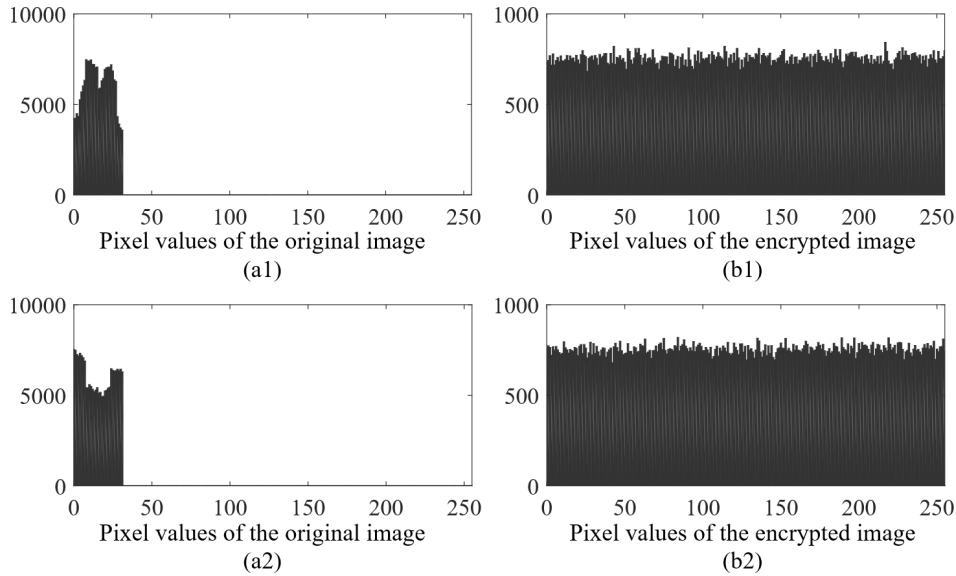 10000
5000
0
0 50 100 150 200 250
Pixel values of the original image
(a1)
1000
500
0
0 50 100 150 200 250
Pixel values of the encrypted image
(b1)
10000
5000
0
0 50 100 150 200 250
Pixel values of the original image
(a2)
1000
500
0
0 50 100 150 200 250
Pixel values of the encrypted image
(b2)